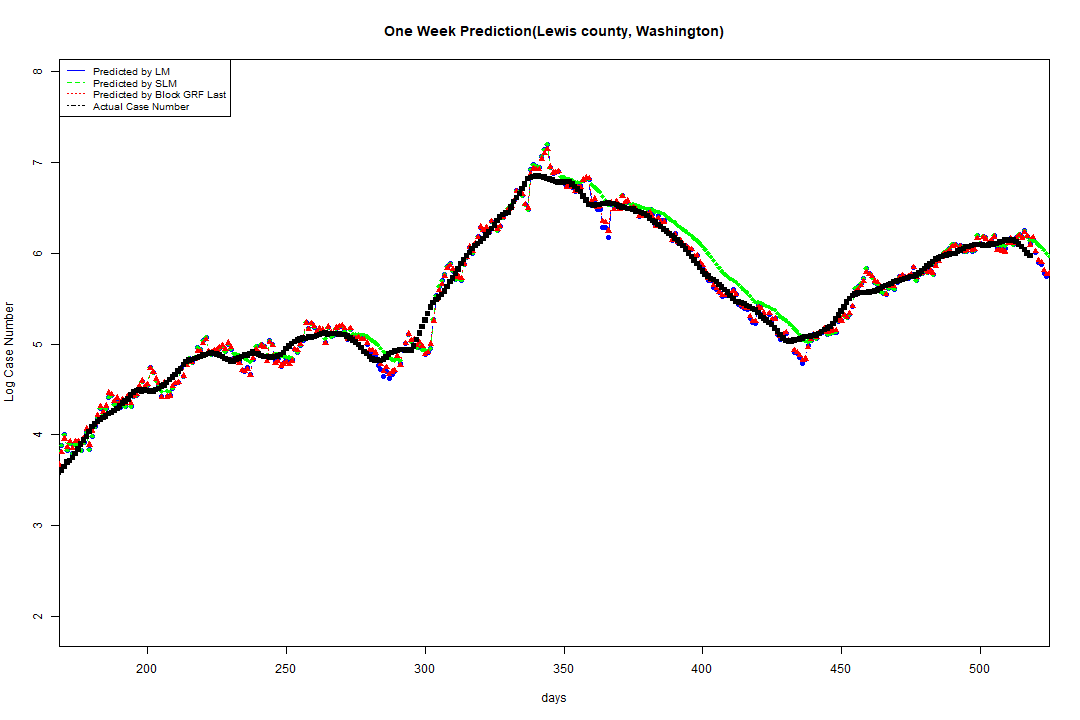 One Week Prediction(Lewis county, Washington)
Predicted by LM
Predicted by SLM
Predicted by Block GRF Last
Actual Case Number
8
7
6
5
4
3
2
Log Case Number
200 250 300 350 400 450 500
days